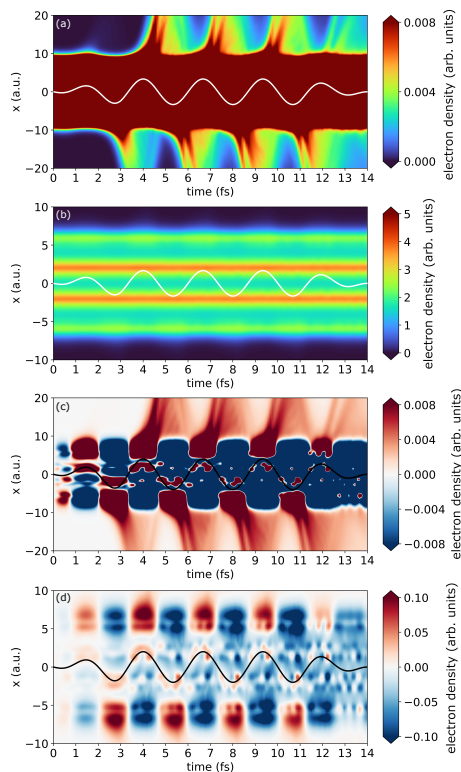 (a)
20
10
0
−10
−20
x (a.u.)
0 1 2 3 4 5 6 7 8 9 10 11 12 13 14
time (fs)
0.008
0.004
0.000
electron density (arb. units)
(b)
10
5
0
−5
−10
x (a.u.)
0 1 2 3 4 5 6 7 8 9 10 11 12 13 14
time (fs)
5
4
3
2
1
0
electron density (arb. units)
(c)
20
10
0
−10
−20
x (a.u.)
0 1 2 3 4 5 6 7 8 9 10 11 12 13 14
time (fs)
0.008
0.004
0.000
−0.004
−0.008
electron density (arb. units)
(d)
10
5
0
−5
−10
x (a.u.)
0 1 2 3 4 5 6 7 8 9 10 11 12 13 14
time (fs)
0.10
0.05
0.00
−0.05
−0.10
electron density (arb. units)